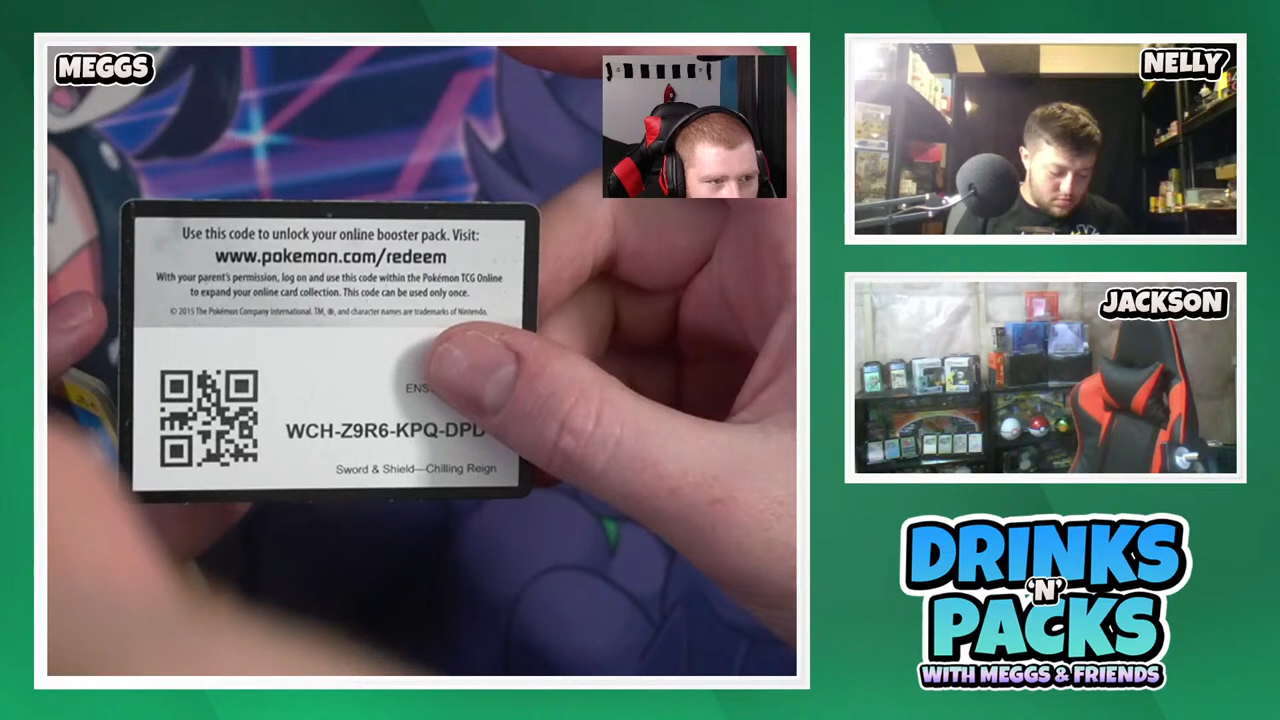 MEGGS
Use this code to unlock your online booster pack. Visit:
www.pokemon.com/redeem
With your parent's permission, log on and use this code within the Pokémon TCG Online
to expand your online card collection. This code can be used only once.
© 2015 The Pokémon Company International. TM, ®, and character names are trademarks of Nintendo.
WCH-Z9R6-KPQ-DPD
Sword & Shield—Chilling Reign
NELLY
JACKSON
DRINKS
'N'
PACKS
WITH MEGGS & FRIENDS